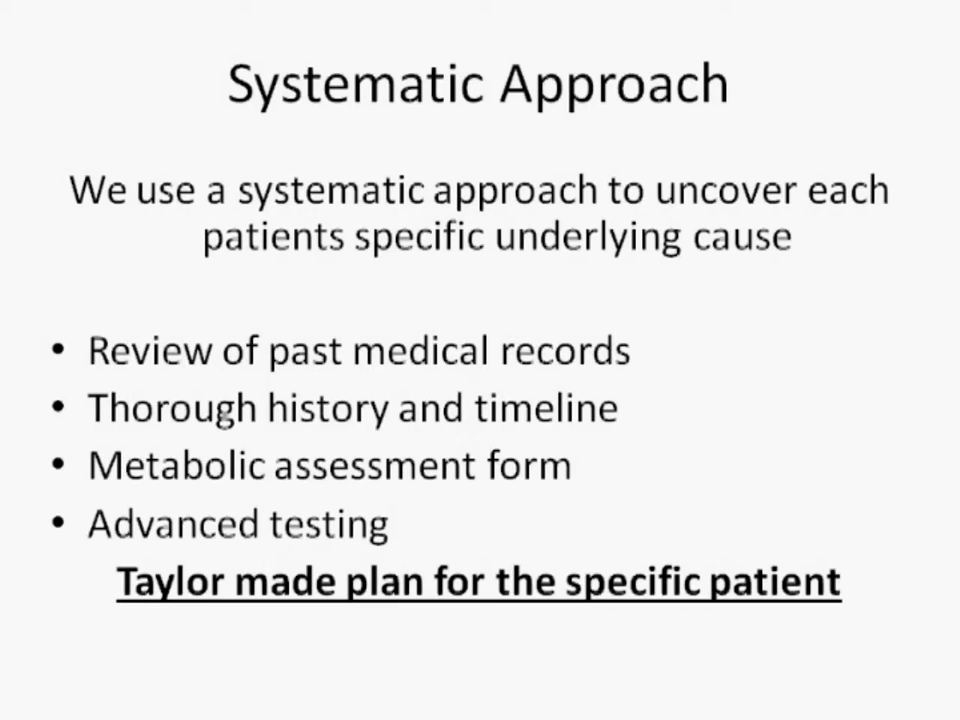 Systematic Approach
We use a systematic approach to uncover each
patients specific underlying cause
• Review of past medical records
• Thorough history and timeline
• Metabolic assessment form
• Advanced testing
Taylor made plan for the specific patient